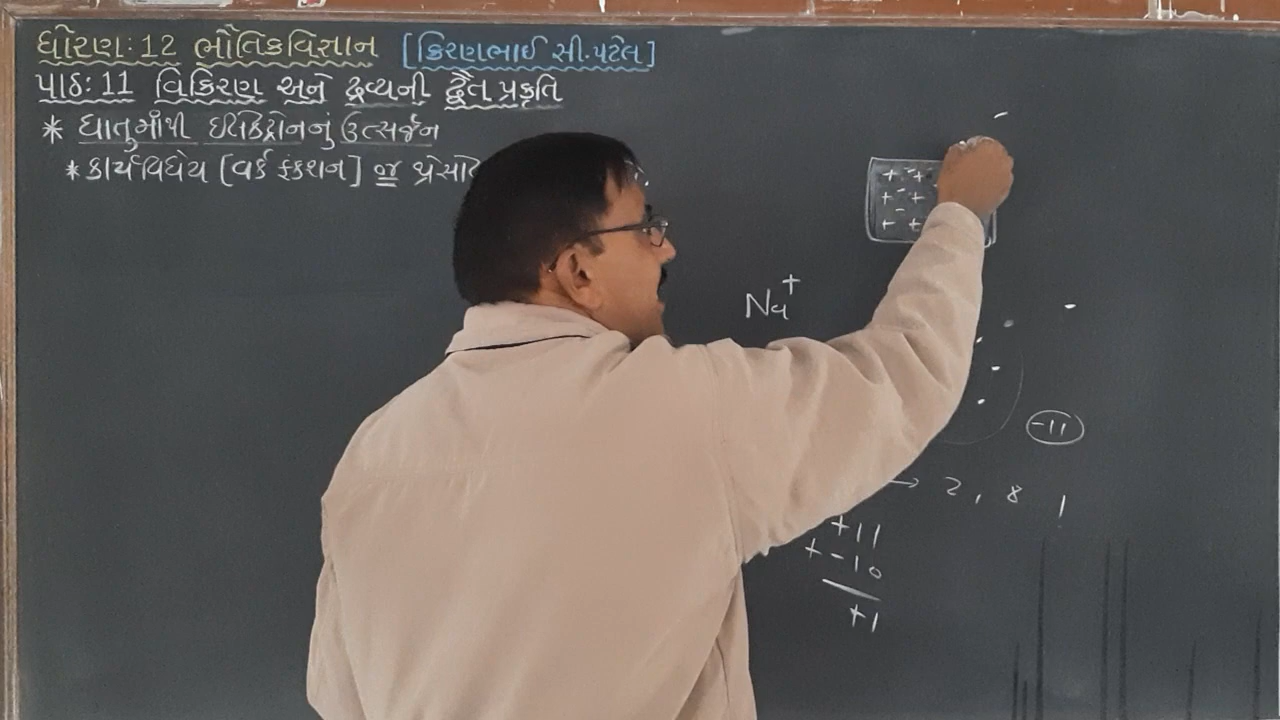 ધોરણ: 12 ભૌતિકવિજ્ઞાન [કિરણભાઈ સી. પટેલ]
પાઠ: 11 વિકિરણ અને દ્રવ્યની દ્વૈત પ્રકૃતિ
* ધાતુમાંથી ઈલેક્ટ્રોનનું ઉત્સર્જન
* કાર્યવિધેય [વર્ક ફંકશન] or
Na+
-11
→ 2, 8 1
+11
+ -10
+1